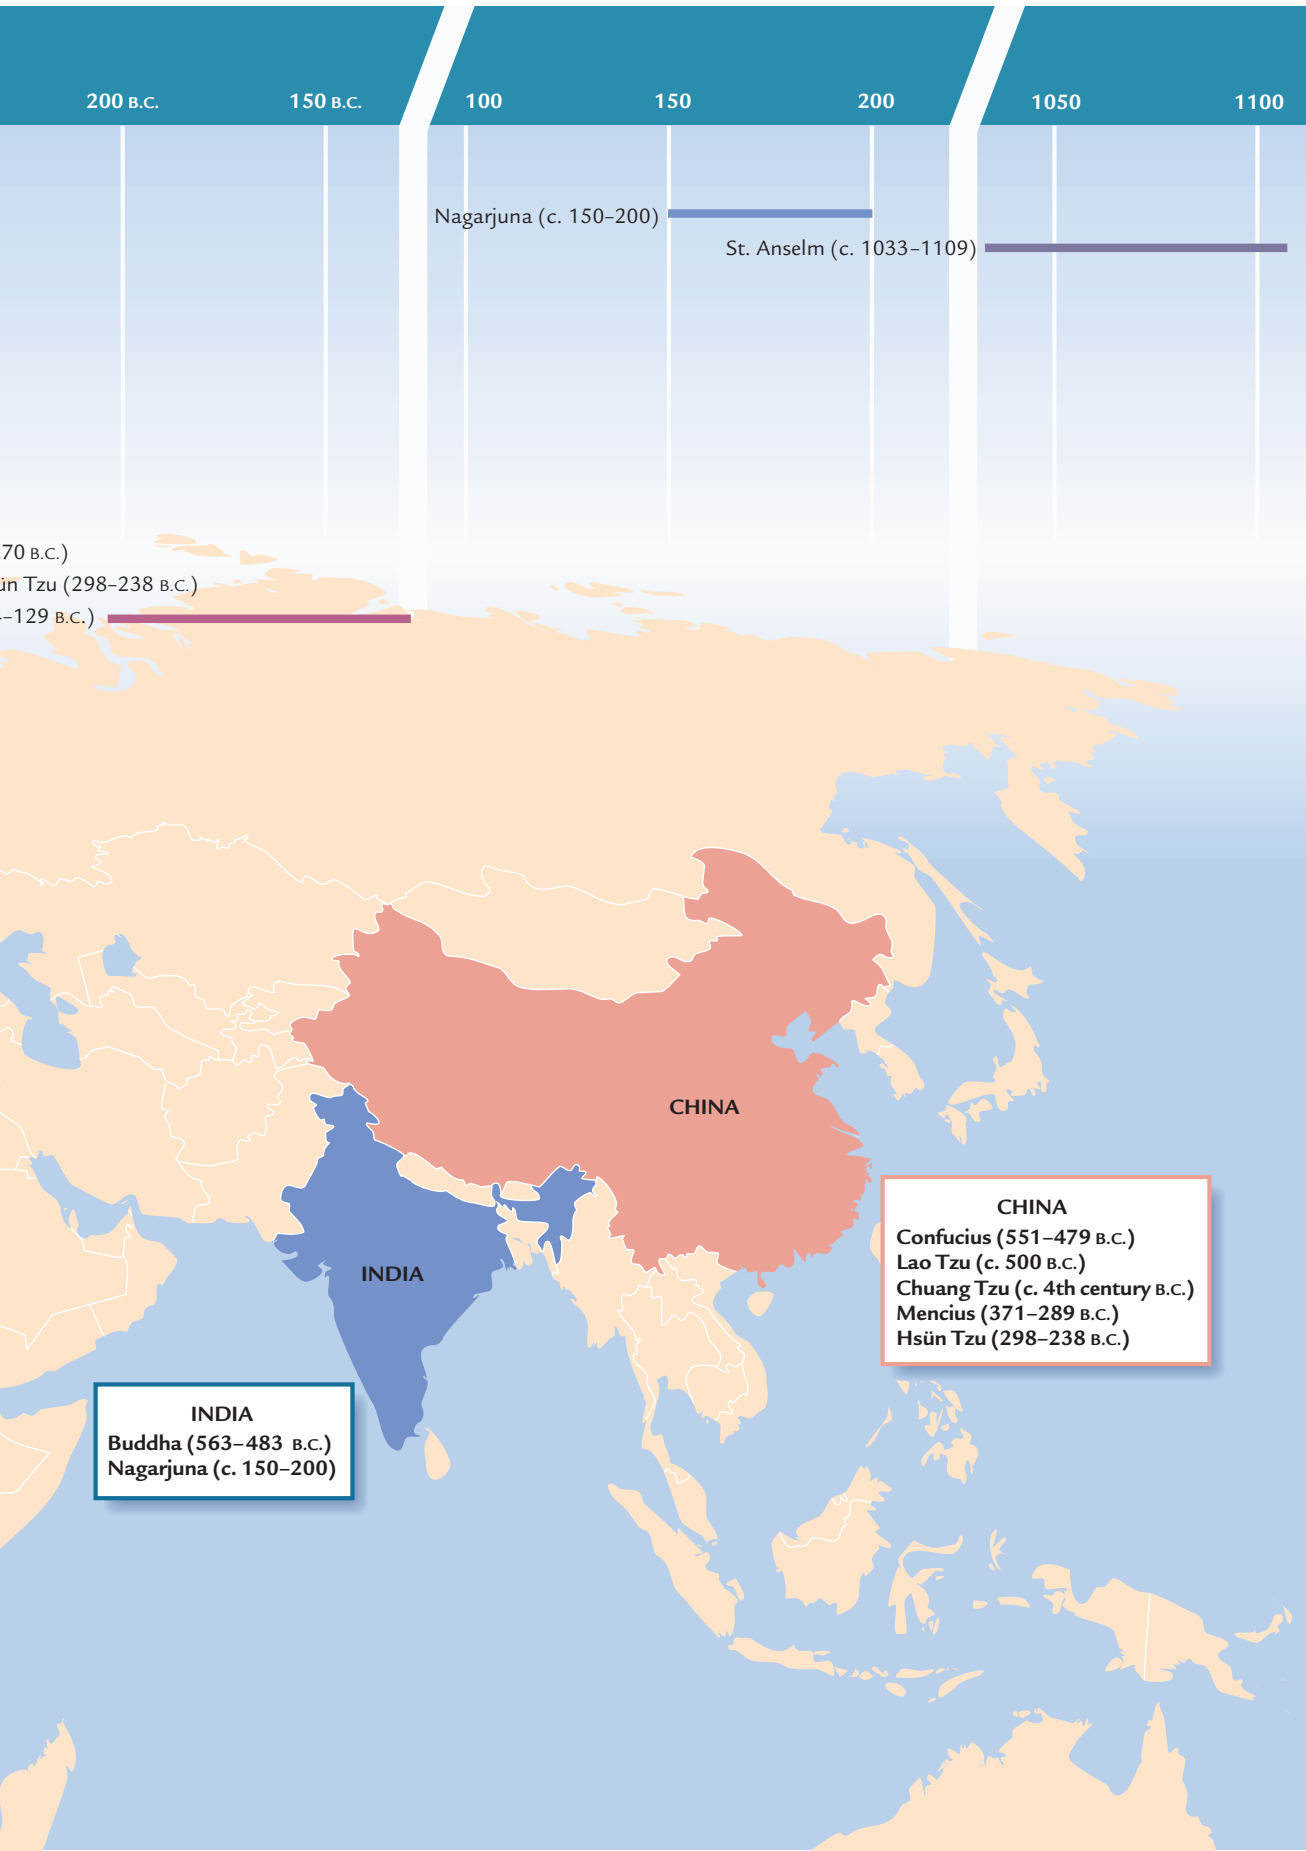 200 B.C.
150 B.C.
100
150
200
1050
1100
Nagarjuna (c. 150–200)
St. Anselm (c. 1033–1109)
70 B.C.)
ün Tzu (298–238 B.C.)
–129 B.C.)
CHINA
INDIA
CHINA
Confucius (551–479 B.C.)
Lao Tzu (c. 500 B.C.)
Chuang Tzu (c. 4th century B.C.)
Mencius (371–289 B.C.)
Hsün Tzu (298–238 B.C.)
INDIA
Buddha (563–483 B.C.)
Nagarjuna (c. 150–200)